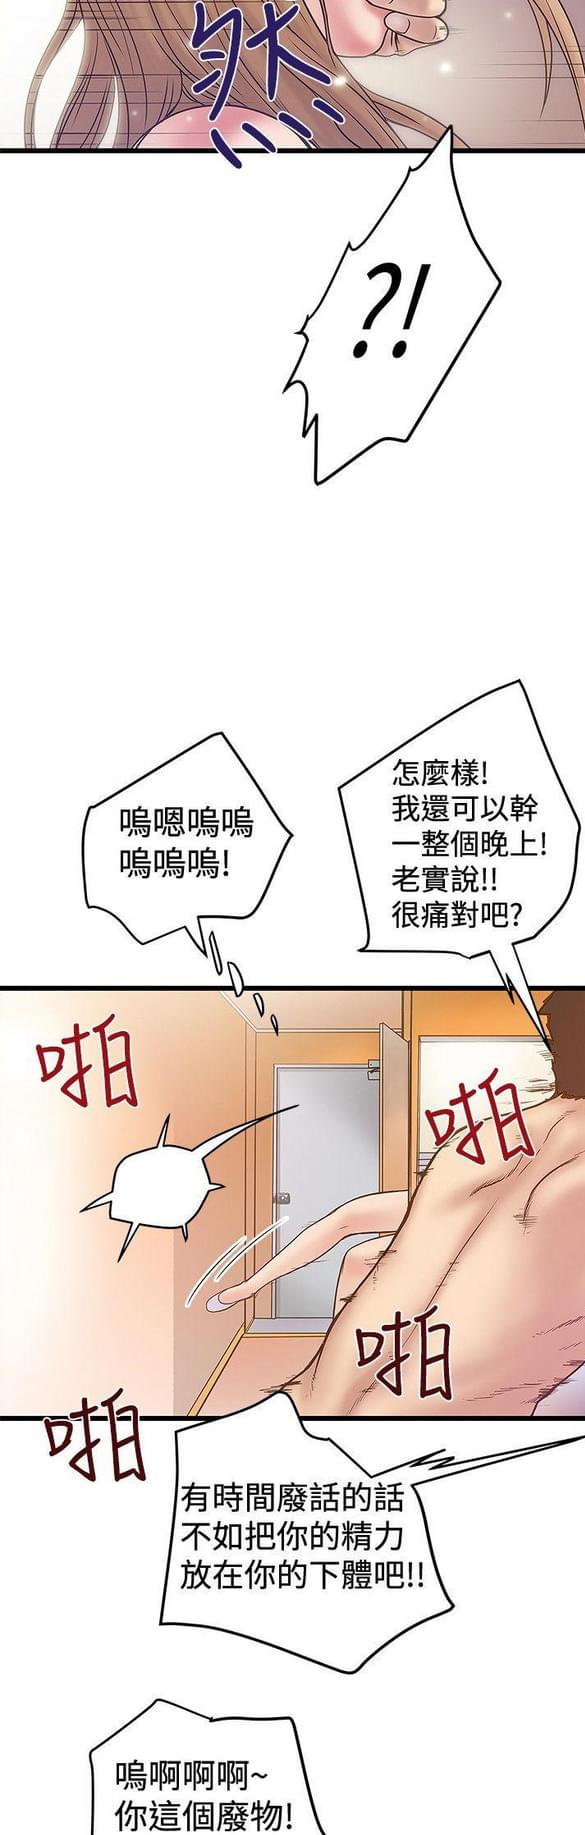 然
?!
怎麼樣!
我還可以幹
一整個晚上!
老實說!!
很痛對吧?
嗚嗯嗚嗚
嗚嗚嗚!
啪
啪
啪
啪
有時間廢話的話
不如把你的精力
放在你的下體吧!!
嗚啊啊啊~
你這個廢物!